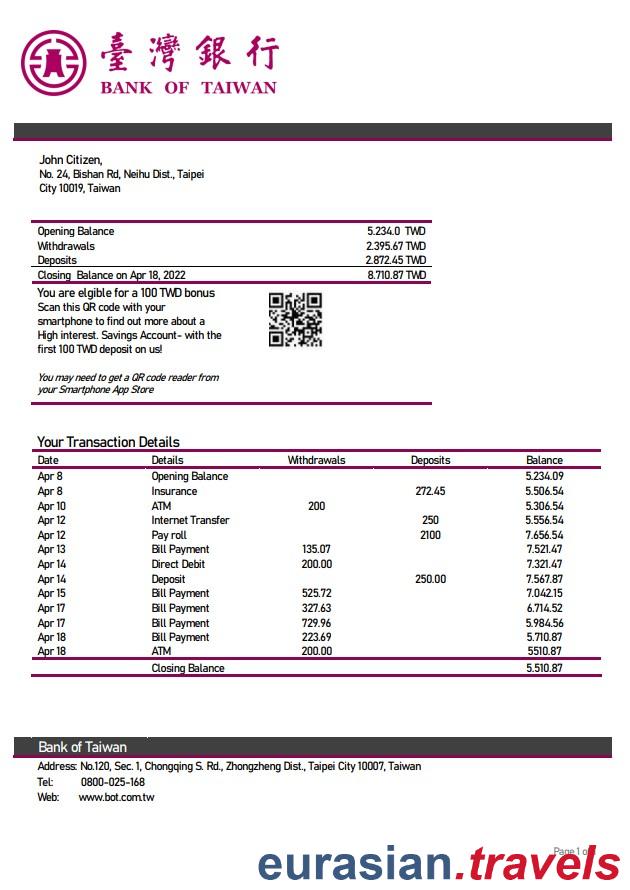 臺灣銀行
BANK OF TAIWAN
John Citizen,
No. 24, Bishan Rd, Neihu Dist., Taipei
City 10019, Taiwan
Opening Balance 5.234.0 TWD
Withdrawals 2.395.67 TWD
Deposits 2.872.45 TWD
Closing Balance on Apr 18, 2022 8.710.87 TWD
You are elgible for a 100 TWD bonus
Scan this QR code with your
smartphone to find out more about a
High interest. Savings Account- with the
first 100 TWD deposit on us!
You may need to get a QR code reader from
your Smartphone App Store
Your Transaction Details
Date Details Withdrawals Deposits Balance
Apr 8 Opening Balance 5.234.09
Apr 8 Insurance 272.45 5.506.54
Apr 10 ATM 200 5.306.54
Apr 12 Internet Transfer 250 5.556.54
Apr 12 Pay roll 2100 7.656.54
Apr 13 Bill Payment 135.07 7.521.47
Apr 14 Direct Debit 200.00 7.321.47
Apr 14 Deposit 250.00 7.567.87
Apr 15 Bill Payment 525.72 7.042.15
Apr 17 Bill Payment 327.63 6.714.52
Apr 17 Bill Payment 729.96 5.984.56
Apr 18 Bill Payment 223.69 5.710.87
Apr 18 ATM 200.00 5510.87
Closing Balance 5.510.87
Bank of Taiwan
Address: No.120, Sec. 1, Chongqing S. Rd., Zhongzheng Dist., Taipei City 10007, Taiwan
Tel: 0800-025-168
Web: www.bot.com.tw
Page 1 of
eurasian.travels